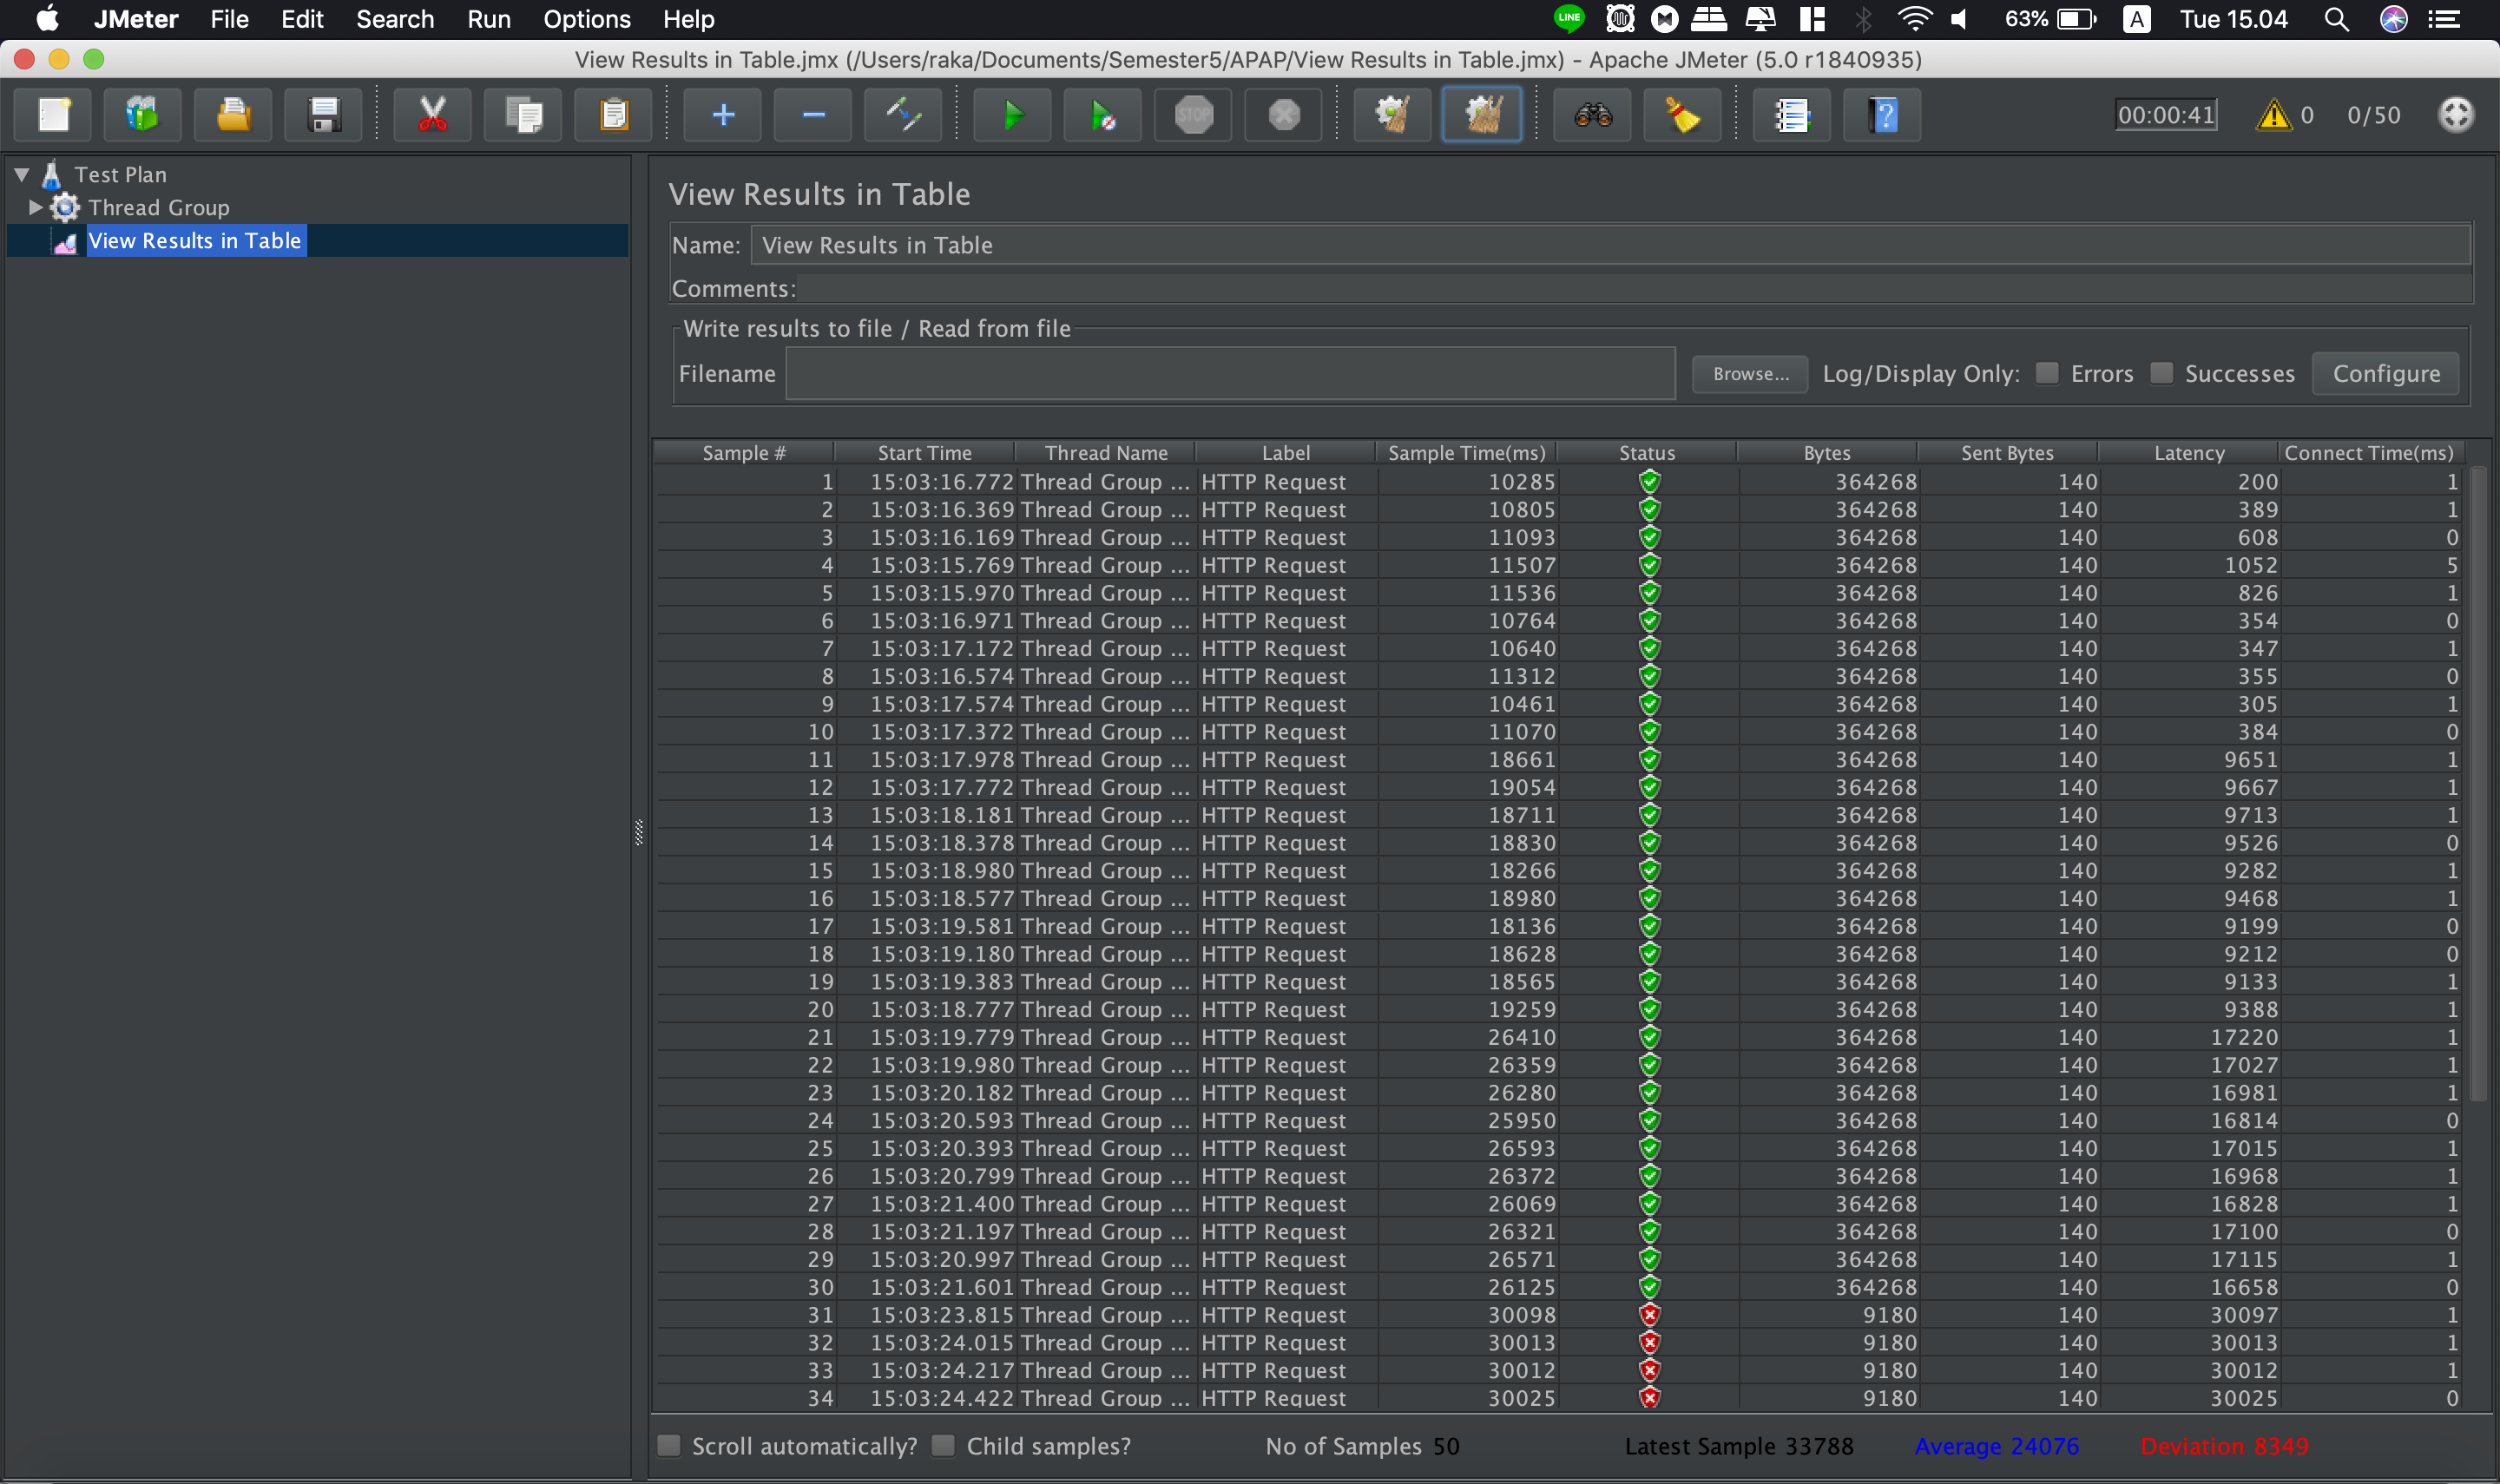 JMeter File Edit Search Run Options Help LINE 63% A Tue 15.04
View Results in Table.jmx (/Users/raka/Documents/Semester5/APAP/View Results in Table.jmx) - Apache JMeter (5.0 r1840935)
STOP ? 00:00:41 0 0/50
Test Plan
Thread Group
View Results in Table
View Results in Table
Name: View Results in Table
Comments:
Write results to file / Read from file
Filename Browse... Log/Display Only: Errors Successes Configure
Sample # Start Time Thread Name Label Sample Time(ms) Status Bytes Sent Bytes Latency Connect Time(ms)
1 15:03:16.772 Thread Group ... HTTP Request 10285 364268 140 200 1
2 15:03:16.369 Thread Group ... HTTP Request 10805 364268 140 389 1
3 15:03:16.169 Thread Group ... HTTP Request 11093 364268 140 608 0
4 15:03:15.769 Thread Group ... HTTP Request 11507 364268 140 1052 5
5 15:03:15.970 Thread Group ... HTTP Request 11536 364268 140 826 1
6 15:03:16.971 Thread Group ... HTTP Request 10764 364268 140 354 0
7 15:03:17.172 Thread Group ... HTTP Request 10640 364268 140 347 1
8 15:03:16.574 Thread Group ... HTTP Request 11312 364268 140 355 0
9 15:03:17.574 Thread Group ... HTTP Request 10461 364268 140 305 1
10 15:03:17.372 Thread Group ... HTTP Request 11070 364268 140 384 0
11 15:03:17.978 Thread Group ... HTTP Request 18661 364268 140 9651 1
12 15:03:17.772 Thread Group ... HTTP Request 19054 364268 140 9667 1
13 15:03:18.181 Thread Group ... HTTP Request 18711 364268 140 9713 1
14 15:03:18.378 Thread Group ... HTTP Request 18830 364268 140 9526 0
15 15:03:18.980 Thread Group ... HTTP Request 18266 364268 140 9282 1
16 15:03:18.577 Thread Group ... HTTP Request 18980 364268 140 9468 1
17 15:03:19.581 Thread Group ... HTTP Request 18136 364268 140 9199 0
18 15:03:19.180 Thread Group ... HTTP Request 18628 364268 140 9212 0
19 15:03:19.383 Thread Group ... HTTP Request 18565 364268 140 9133 1
20 15:03:18.777 Thread Group ... HTTP Request 19259 364268 140 9388 1
21 15:03:19.779 Thread Group ... HTTP Request 26410 364268 140 17220 1
22 15:03:19.980 Thread Group ... HTTP Request 26359 364268 140 17027 1
23 15:03:20.182 Thread Group ... HTTP Request 26280 364268 140 16981 1
24 15:03:20.593 Thread Group ... HTTP Request 25950 364268 140 16814 0
25 15:03:20.393 Thread Group ... HTTP Request 26593 364268 140 17015 1
26 15:03:20.799 Thread Group ... HTTP Request 26372 364268 140 16968 1
27 15:03:21.400 Thread Group ... HTTP Request 26069 364268 140 16828 1
28 15:03:21.197 Thread Group ... HTTP Request 26321 364268 140 17100 0
29 15:03:20.997 Thread Group ... HTTP Request 26571 364268 140 17115 1
30 15:03:21.601 Thread Group ... HTTP Request 26125 364268 140 16658 0
31 15:03:23.815 Thread Group ... HTTP Request 30098 9180 140 30097 1
32 15:03:24.015 Thread Group ... HTTP Request 30013 9180 140 30013 1
33 15:03:24.217 Thread Group ... HTTP Request 30012 9180 140 30012 1
34 15:03:24.422 Thread Group ... HTTP Request 30025 9180 140 30025 0
Scroll automatically? Child samples? No of Samples 50 Latest Sample 33788 Average 24076 Deviation 8349